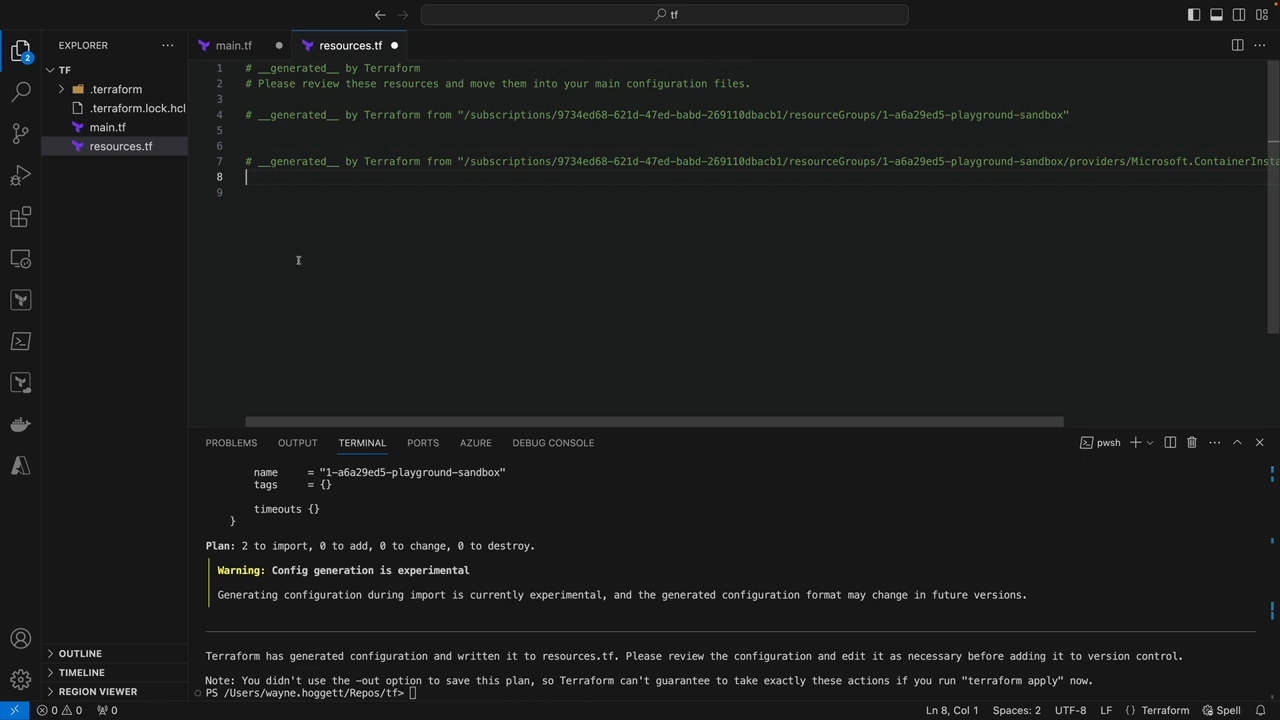 tf
EXPLORER
main.tf
resources.tf
TF
.terraform
.terraform.lock.hcl
main.tf
resources.tf
1 # __generated__ by Terraform
2 # Please review these resources and move them into your main configuration files.
3
4 # __generated__ by Terraform from "/subscriptions/9734ed68-621d-47ed-babd-269110dbacb1/resourceGroups/1-a6a29ed5-playground-sandbox"
5
6
7 # __generated__ by Terraform from "/subscriptions/9734ed68-621d-47ed-babd-269110dbacb1/resourceGroups/1-a6a29ed5-playground-sandbox/providers/Microsoft.ContainerInsta
8
9
PROBLEMS OUTPUT TERMINAL PORTS AZURE DEBUG CONSOLE
pwsh
name = "1-a6a29ed5-playground-sandbox"
tags = {}
timeouts {}
}
Plan: 2 to import, 0 to add, 0 to change, 0 to destroy.
Warning: Config generation is experimental
Generating configuration during import is currently experimental, and the generated configuration format may change in future versions.
Terraform has generated configuration and written it to resources.tf. Please review the configuration and edit it as necessary before adding it to version control.
Note: You didn't use the -out option to save this plan, so Terraform can't guarantee to take exactly these actions if you run "terraform apply" now.
PS /Users/wayne.hoggett/Repos/tf>
OUTLINE
TIMELINE
REGION VIEWER
2
0 0 0 Ln 8, Col 1 Spaces: 2 UTF-8 LF {} Terraform Spell